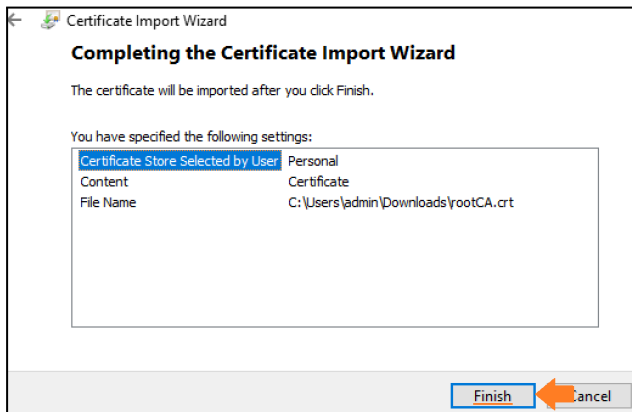 Certificate Import Wizard
Completing the Certificate Import Wizard
The certificate will be imported after you click Finish.
You have specified the following settings:
Certificate Store Selected by User Personal
Content Certificate
File Name C:\Users\admin\Downloads\rootCA.crt
Finish Cancel